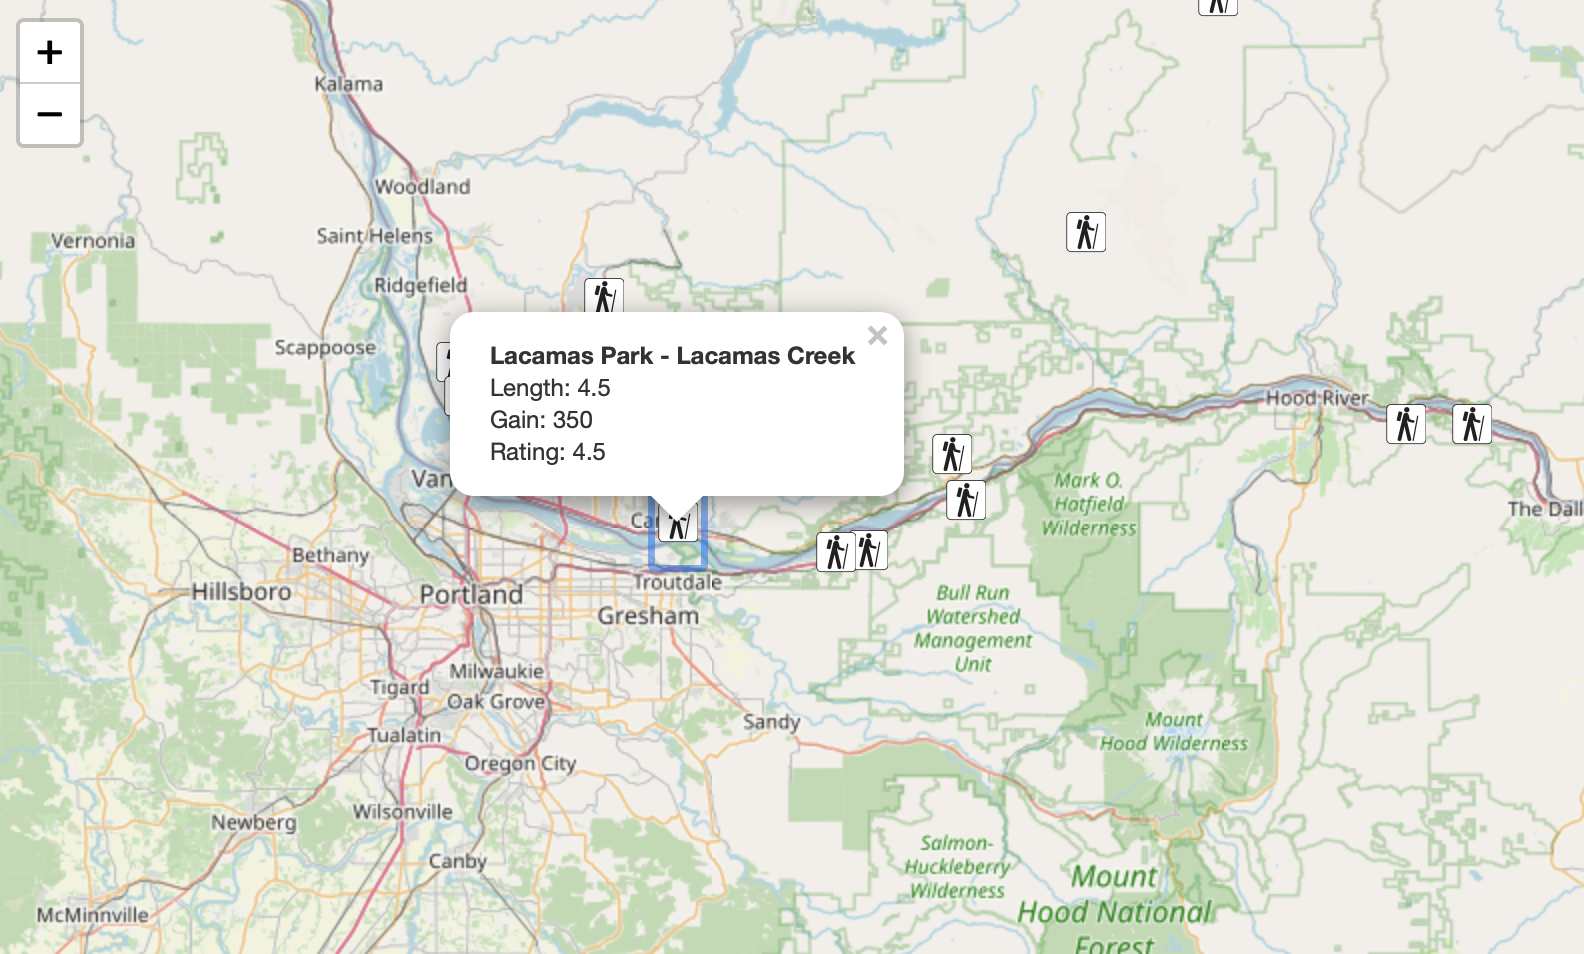 +
−
Kalama
Woodland
Saint Helens
Vernonia
Ridgefield
Scappoose
×
Lacamas Park - Lacamas Creek
Length: 4.5
Gain: 350
Rating: 4.5
Hood River
Mark O.
Hatfield
Wilderness
The Dall
Bethany
Troutdale
Hillsboro
Portland
Gresham
Bull Run
Watershed
Management
Unit
Milwaukie
Tigard
Oak Grove
Sandy
Mount
Hood Wilderness
Tualatin
Oregon City
Wilsonville
Newberg
Canby
Salmon-
Huckleberry
Wilderness
Mount
Hood National
Forest
McMinnville